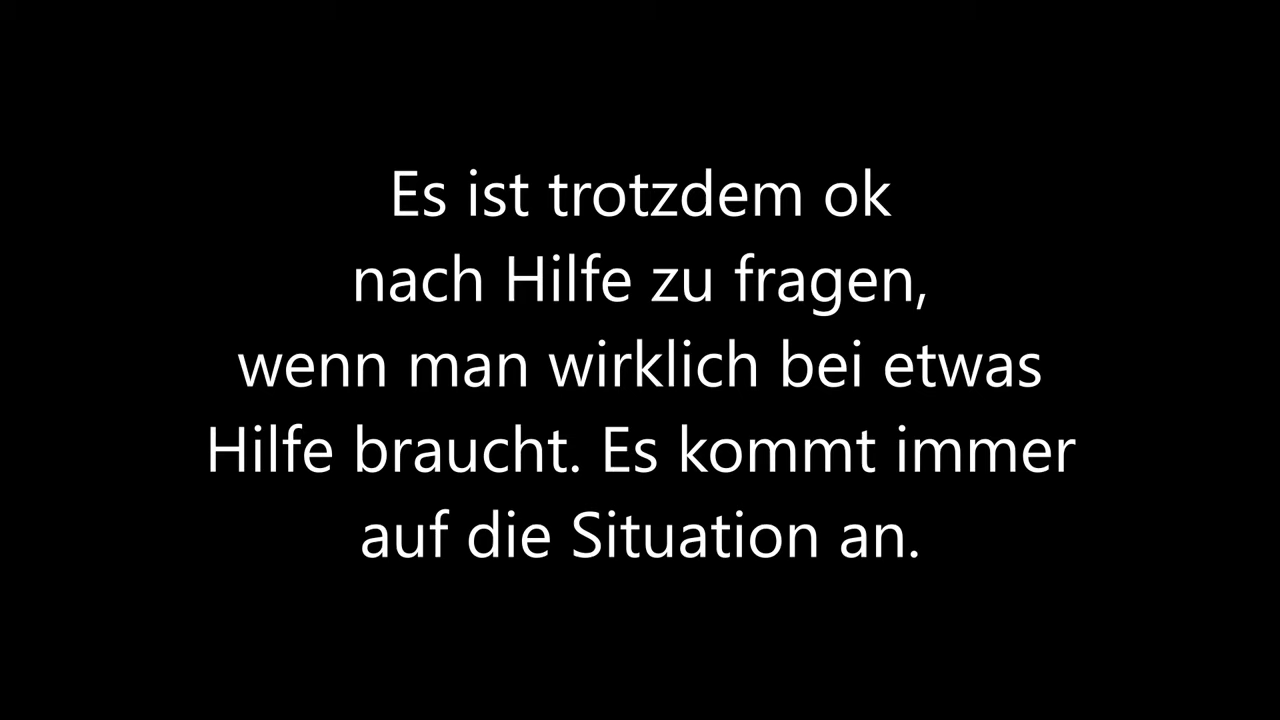 Es ist trotzdem ok
nach Hilfe zu fragen,
wenn man wirklich bei etwas
Hilfe braucht. Es kommt immer
auf die Situation an.